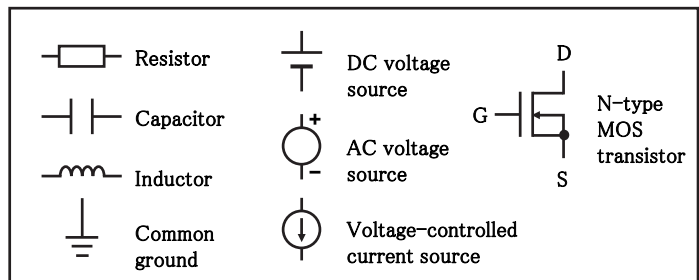 Resistor
Capacitor
Inductor
Common
ground
DC voltage
source
+
AC voltage
source
−
Voltage-controlled
current source
D
G
S
N-type
MOS
transistor